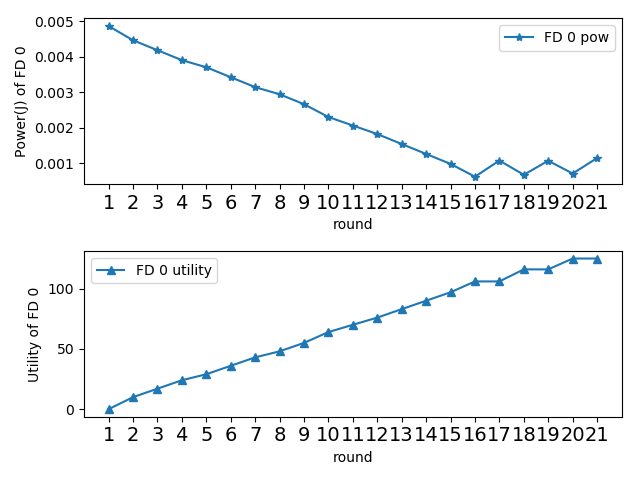 0.005
0.004
0.003
0.002
0.001
Power(J) of FD 0
FD 0 pow
1 2 3 4 5 6 7 8 9 10 11 12 13 14 15 16 17 18 19 20 21
round
100
50
0
Utility of FD 0
FD 0 utility
1 2 3 4 5 6 7 8 9 10 11 12 13 14 15 16 17 18 19 20 21
round